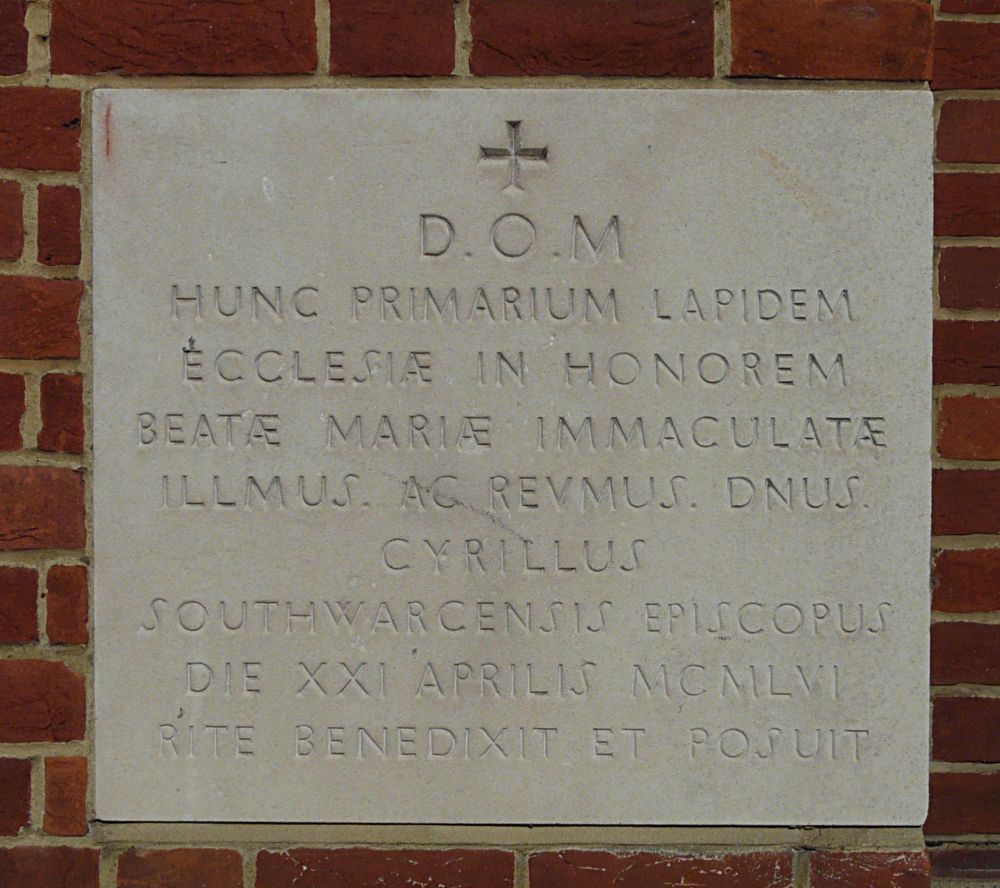 D.O.M
HUNC PRIMARIUM LAPIDEM
ECCLESIÆ IN HONOREM
BEATÆ MARIÆ IMMACULATÆ
ILLMUS. AC REVMUS. DNUS.
CYRILLUS
SOUTHWARCENSIS EPISCOPUS
DIE XXI APRILIS MCMLVI
RITE BENEDIXIT ET POSUIT